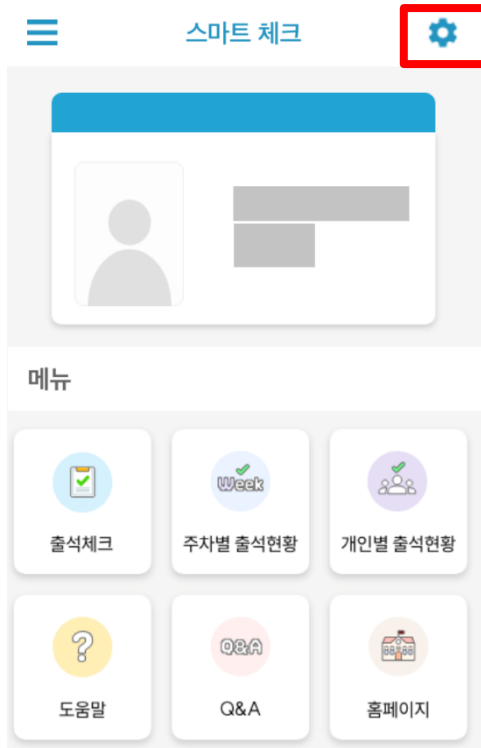 스마트 체크
메뉴
Week
출석체크
주차별 출석현황
개인별 출석현황
Q&A
도움말
Q&A
홈페이지